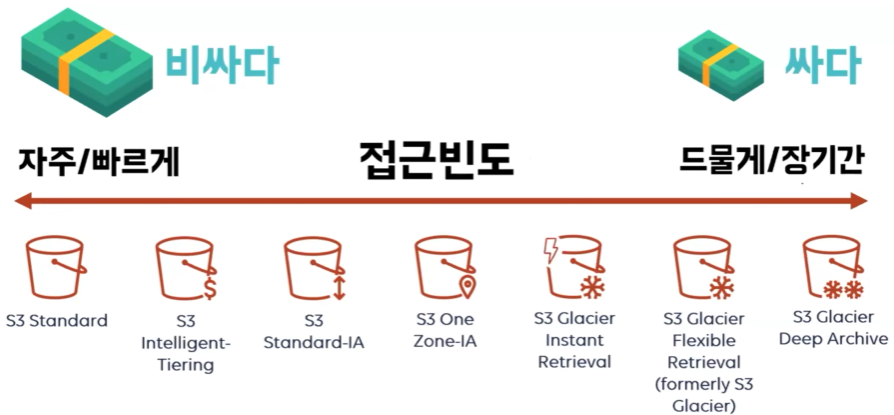 비싸다
싸다
자주/빠르게
접근빈도
드물게/장기간
S3 Standard
S3
Intelligent-
Tiering
S3
Standard-IA
S3 One
Zone-IA
S3 Glacier
Instant
Retrieval
S3 Glacier
Flexible
Retrieval
(formerly S3
Glacier)
S3 Glacier
Deep Archive